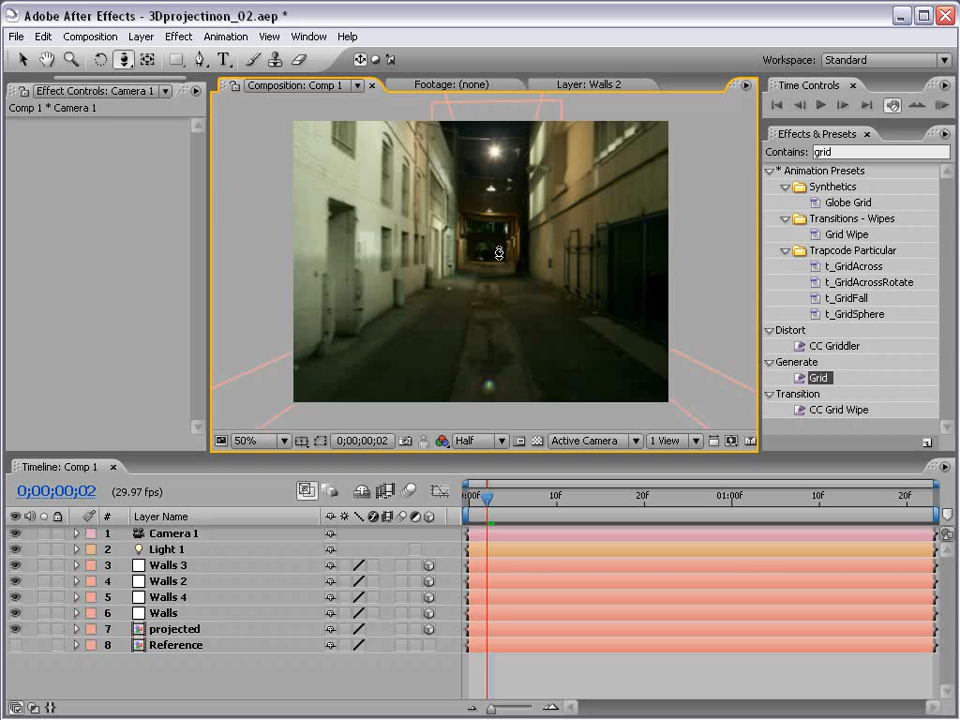 Adobe After Effects - 3Dprojectinon_02.aep *
File Edit Composition Layer Effect Animation View Window Help
Workspace: Standard
Effect Controls: Camera 1
Comp 1 * Camera 1
Composition: Comp 1
Footage: (none)
Layer: Walls 2
50%
0;00;00;02
Half
Active Camera
1 View
Time Controls
Effects & Presets
Contains: grid
* Animation Presets
Synthetics
Globe Grid
Transitions - Wipes
Grid Wipe
Trapcode Particular
t_GridAcross
t_GridAcrossRotate
t_GridFall
t_GridSphere
Distort
CC Griddler
Generate
Grid
Transition
CC Grid Wipe
Timeline: Comp 1
0;00;00;02 (29.97 fps)
:00f 10f 20f 01:00f 10f 20f
# Layer Name
1 Camera 1
2 Light 1
3 Walls 3
4 Walls 2
5 Walls 4
6 Walls
7 projected
8 Reference